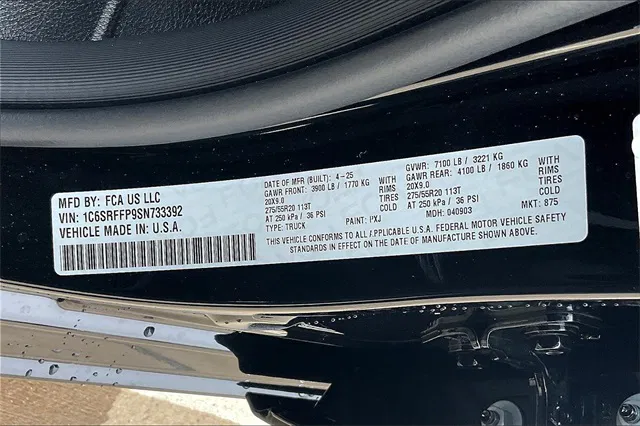 MFD BY: FCA US LLC
VIN: 1C6SRFFP9SN733392
VEHICLE MADE IN: U.S.A.
DATE OF MFR (BUILT): 4-25
GAWR FRONT: 3900 LB / 1770 KG WITH
20X9.0 RIMS
275/55R20 113T TIRES
AT 250 kPa / 36 PSI COLD
TYPE: TRUCK PAINT: PXJ
GVWR: 7100 LB / 3221 KG
GAWR REAR: 4100 LB / 1860 KG WITH
20X9.0 RIMS
275/55R20 113T TIRES
AT 250 kPa / 36 PSI COLD
MDH: 040903 MKT: 875
THIS VEHICLE CONFORMS TO ALL APPLICABLE U.S.A. FEDERAL MOTOR VEHICLE SAFETY
STANDARDS IN EFFECT ON THE DATE OF MANUFACTURE SHOWN ABOVE.